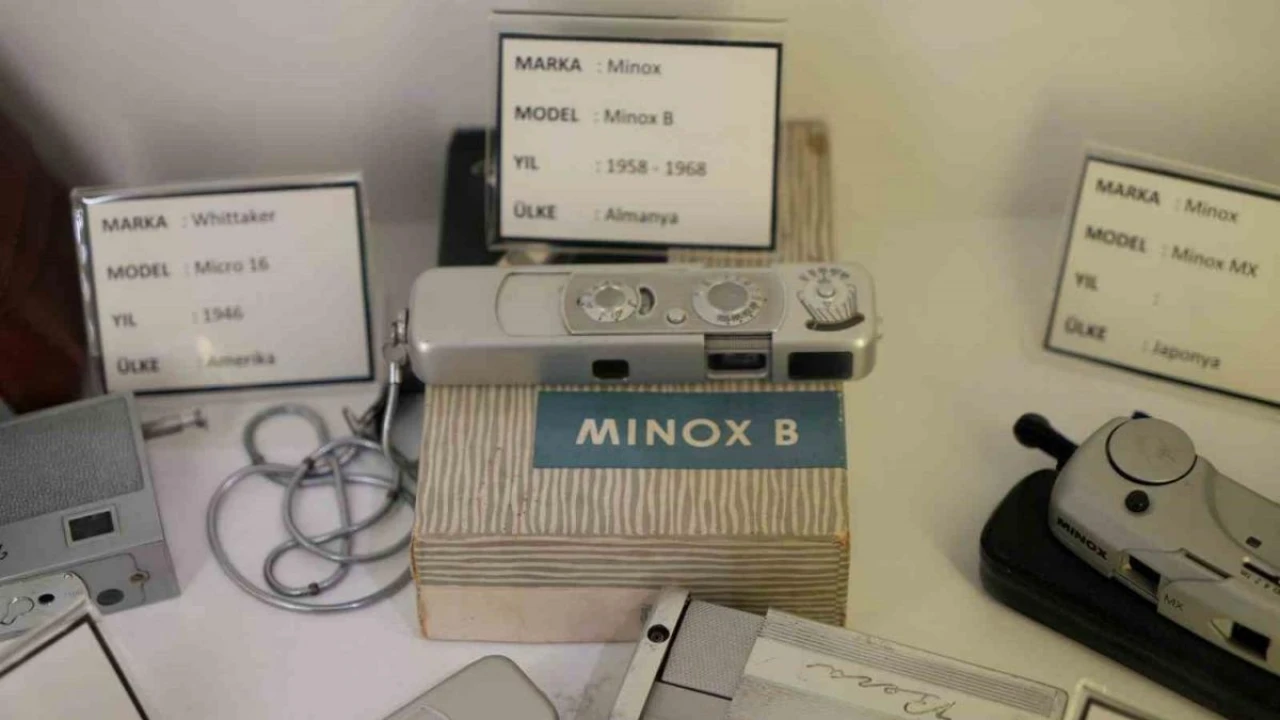 MARKA : Minox
MODEL : Minox B
YIL : 1958 - 1968
ÜLKE : Almanya
MARKA : Whittaker
MODEL : Micro 16
YIL : 1946
ÜLKE : Amerika
MARKA : Minox
MODEL : Minox MX
YIL :
ÜLKE : Japonya
MINOX B
MINOX
MX